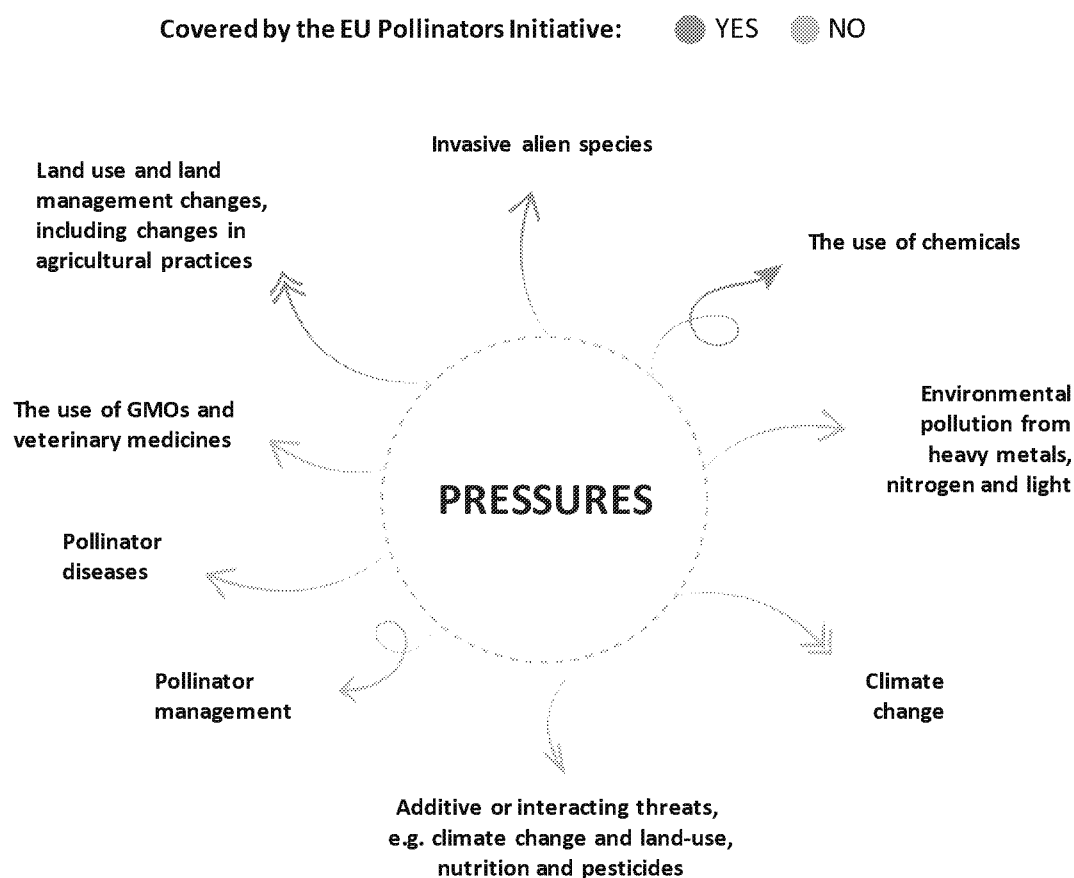 Covered by the EU Pollinators Initiative: YES NO
Invasive alien species
Land use and land
management changes,
including changes in
agricultural practices
The use of chemicals
The use of GMOs and
veterinary medicines
Environmental
pollution from
heavy metals,
nitrogen and light
PRESSURES
Pollinator
diseases
Pollinator
management
Climate
change
Additive or interacting threats,
e.g. climate change and land-use,
nutrition and pesticides